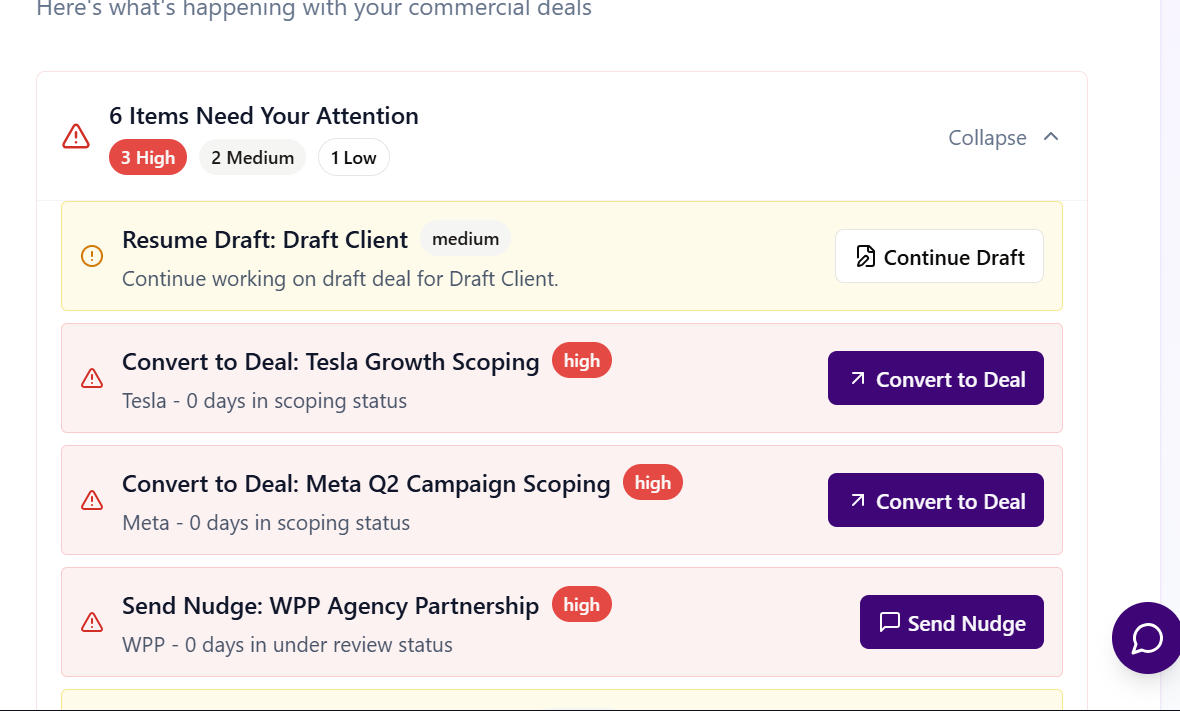 Here's what's happening with your commercial deals
6 Items Need Your Attention
3 High 2 Medium 1 Low
Collapse
Resume Draft: Draft Client medium
Continue working on draft deal for Draft Client.
Continue Draft
Convert to Deal: Tesla Growth Scoping high
Tesla - 0 days in scoping status
Convert to Deal
Convert to Deal: Meta Q2 Campaign Scoping high
Meta - 0 days in scoping status
Convert to Deal
Send Nudge: WPP Agency Partnership high
WPP - 0 days in under review status
Send Nudge